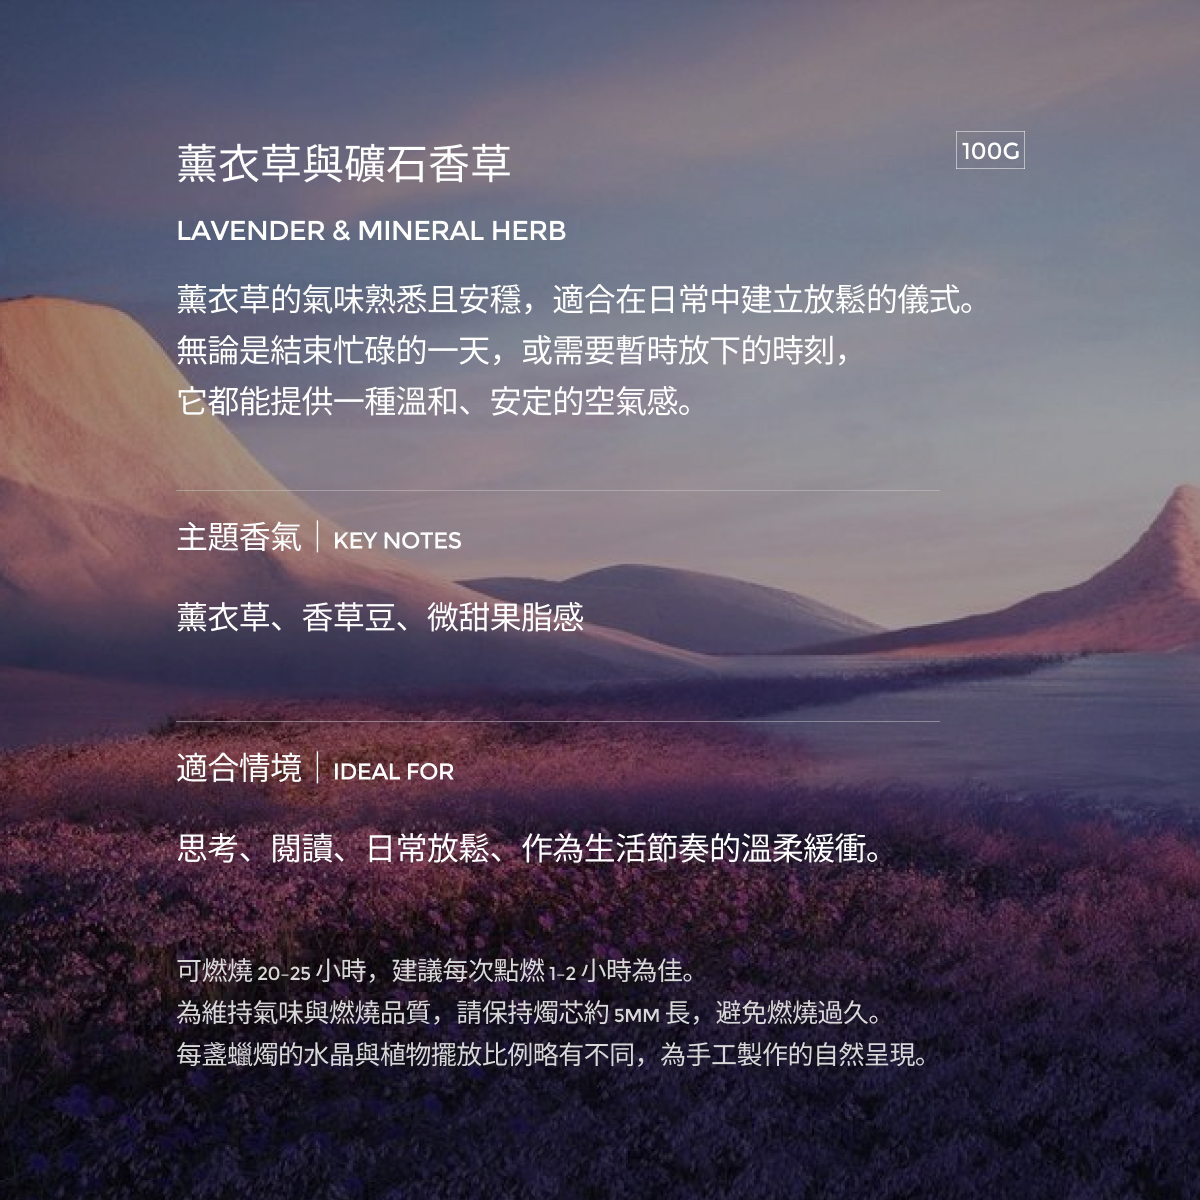 薰衣草與礦石香草
100G
LAVENDER & MINERAL HERB
薰衣草的氣味熟悉且安穩，適合在日常中建立放鬆的儀式。
無論是結束忙碌的一天，或需要暫時放下的時刻，
它都能提供一種溫和、安定的空氣感。
主題香氣｜KEY NOTES
薰衣草、香草豆、微甜果脂感
適合情境｜IDEAL FOR
思考、閱讀、日常放鬆、作為生活節奏的溫柔緩衝。
可燃燒 20-25 小時，建議每次點燃 1-2 小時為佳。
為維持氣味與燃燒品質，請保持燭芯約 5MM 長，避免燃燒過久。
每盞蠟燭的水晶與植物擺放比例略有不同，為手工製作的自然呈現。